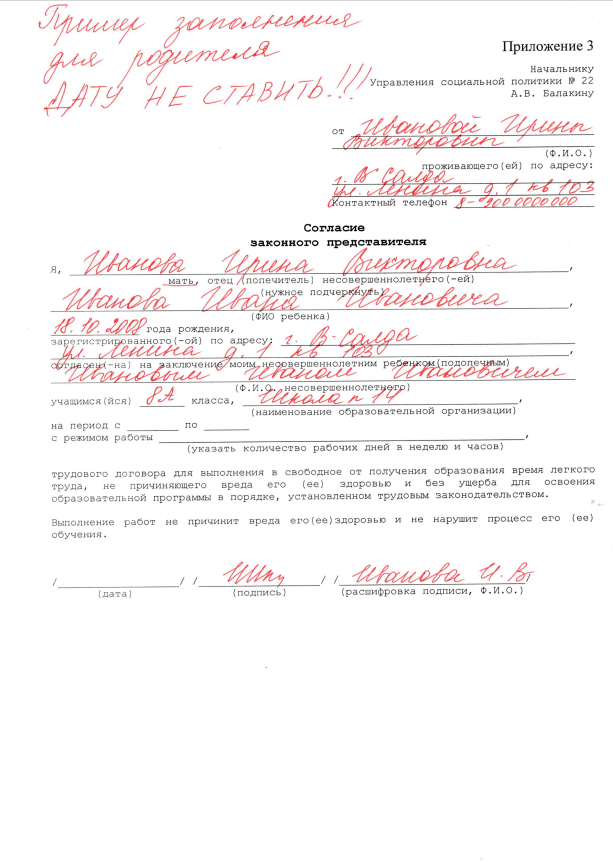 Пример заполнения
для родителя
ДАТУ НЕ СТАВИТЬ!!!
Приложение 3
Начальнику
Управления социальной политики № 22
А.В. Балакину
от Ивановой Ирины
Викторовны
(Ф.И.О.)
проживающего(ей) по адресу:
г. В Салда
ул. Ленина д.1 кв 103
Контактный телефон 8-9000000000
Согласие
законного представителя
Я, Иванова Ирина Викторовна,
мать, отец (попечитель) несовершеннолетнего(-ей)
(нужное подчеркнуть)
Иванова Ивана Ивановича,
(ФИО ребенка)
18.10.2008 года рождения,
зарегистрированного(-ой) по адресу: г. В-Салда
ул. Ленина д.1 кв 103,
согласен(-на) на заключение моим несовершеннолетним ребенком(подопечным)
Ивановым Иваном Ивановичем
(Ф.И.О. несовершеннолетнего)
учащимся(йся) 8А класса, Школа n 14,
(наименование образовательной организации)
на период с ________ по ________
с режимом работы ________,
(указать количество рабочих дней в неделю и часов)
трудового договора для выполнения в свободное от получения образования время легкого
труда, не причиняющего вреда его (ее) здоровью и без ущерба для освоения
образовательной программы в порядке, установленном трудовым законодательством.
Выполнение работ не причинит вреда его(ее)здоровью и не нарушит процесс его (ее)
обучения.
/________/ /________/ /Иванова И.В./
(дата) (подпись) (расшифровка подписи, Ф.И.О.)